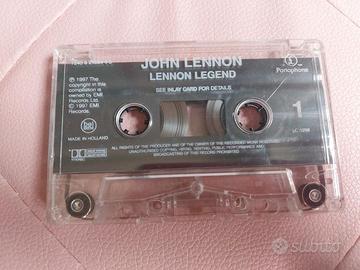 JOHN LENNON
LENNON LEGEND
SEE INLAY CARD FOR DETAILS
Parlophone
℗ 1997 The
copyright in this
compilation is
owned by EMI
Records Ltd.
© 1997 EMI
Records.
1
MADE IN HOLLAND
ALL RIGHTS OF THE PRODUCER AND OF THE OWNER OF THE RECORDED WORK RESERVED
UNAUTHORISED COPYING, HIRING, RENTING, PUBLIC PERFORMANCE AND
BROADCASTING OF THIS RECORD PROHIBITED
subito